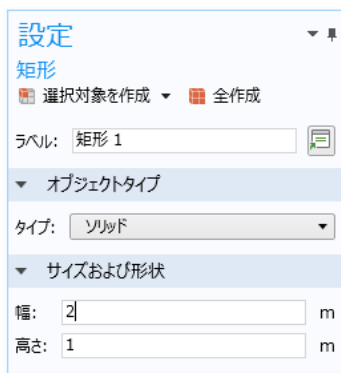 設定
矩形
選択対象を作成 全作成
ラベル: 矩形 1
オブジェクトタイプ
タイプ: ソリッド
サイズおよび形状
幅: 2 m
高さ: 1 m